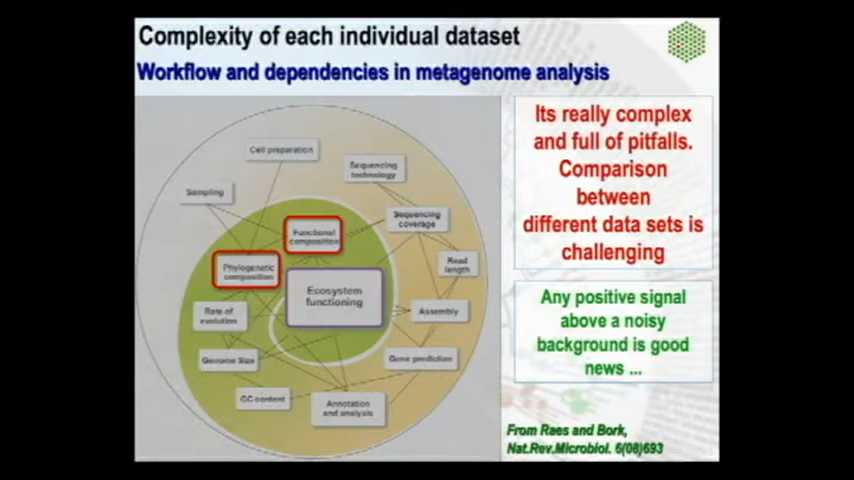 Complexity of each individual dataset
Workflow and dependencies in metagenome analysis
Its really complex
and full of pitfalls.
Comparison
between
different data sets is
challenging
Any positive signal
above a noisy
background is good
news ...
From Raes and Bork,
Nat.Rev.Microbiol. 6(08)693
Cell preparation
Sequencing
technology
Sampling
Sequencing
coverage
Functional
composition
Phylogenetic
composition
Read
length
Ecosystem
functioning
Rate of
evolution
Assembly
Genome Size
Gene prediction
GC content
Annotation
and analysis